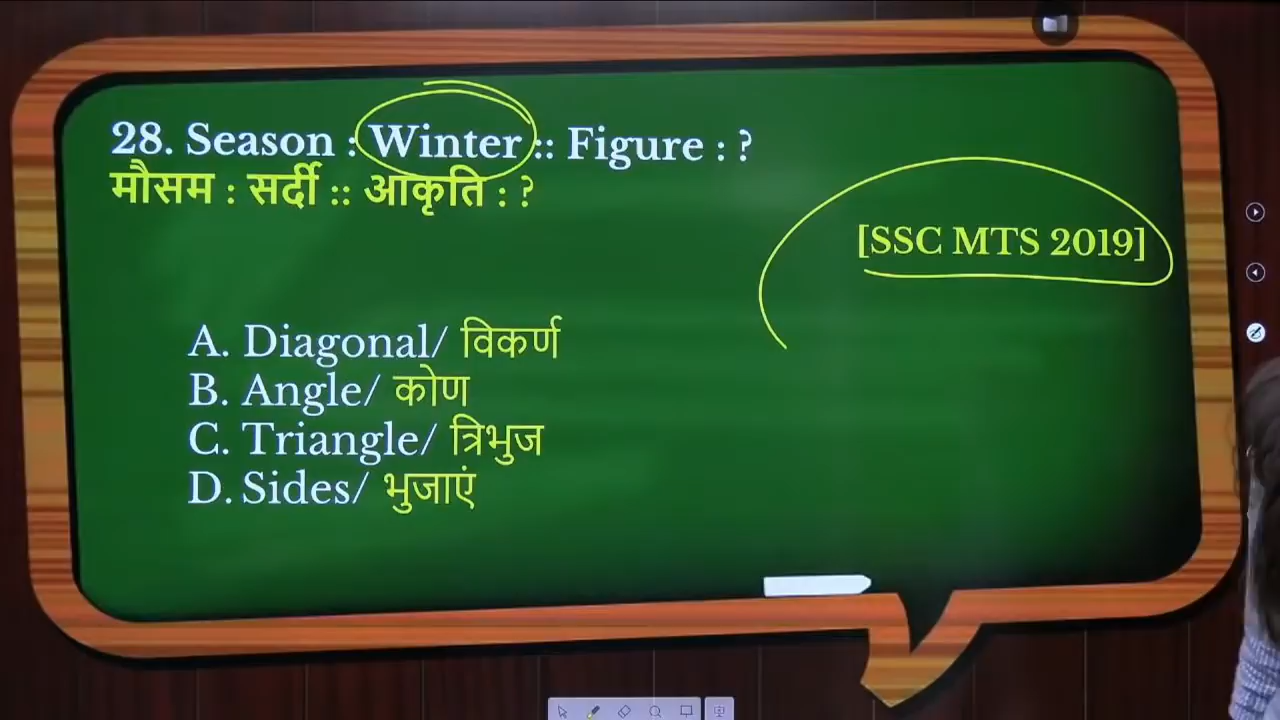 28. Season : Winter :: Figure : ?
मौसम : सर्दी :: आकृति : ?
[SSC MTS 2019]
A. Diagonal/ विकर्ण
B. Angle/ कोण
C. Triangle/ त्रिभुज
D. Sides/ भुजाएं